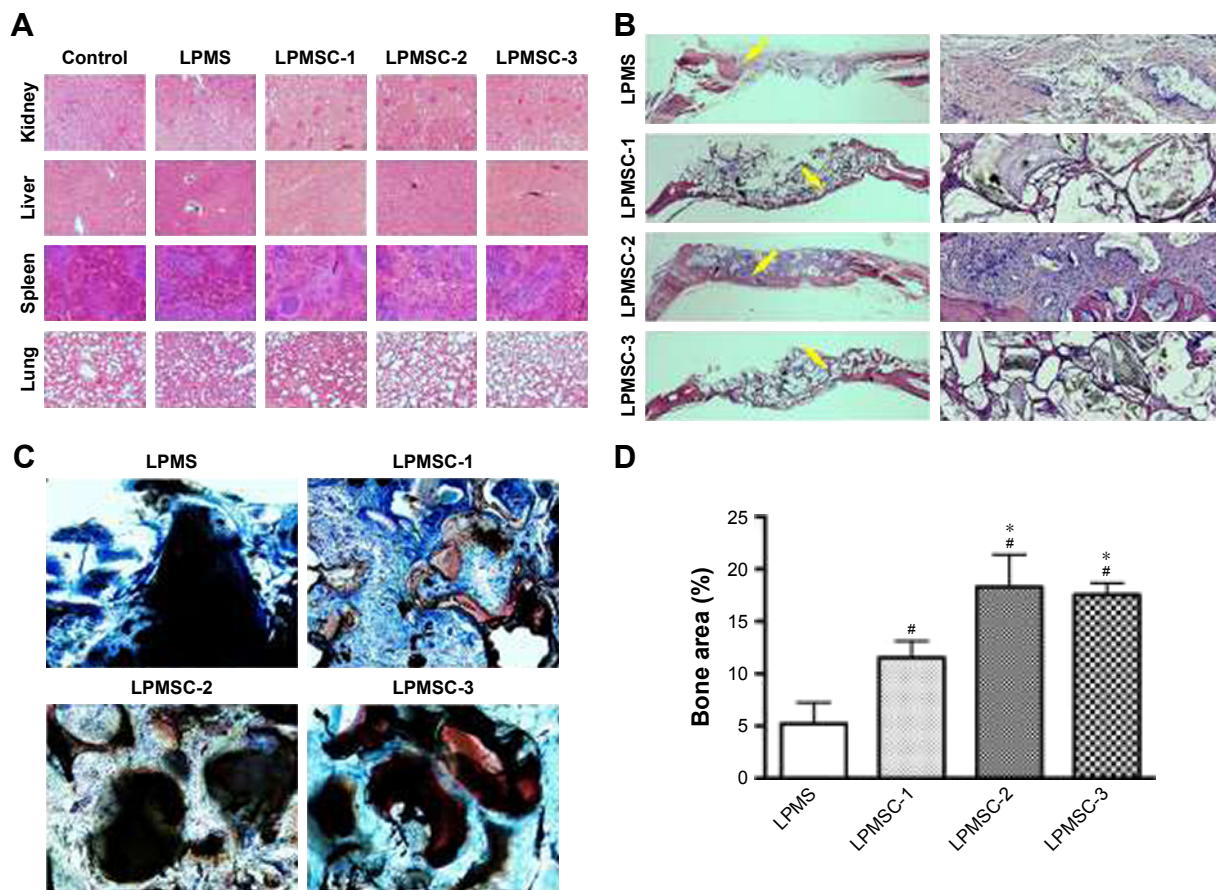 A
Control LPMS LPMSC-1 LPMSC-2 LPMSC-3
Kidney
Liver
Spleen
Lung
B
LPMS
LPMSC-1
LPMSC-2
LPMSC-3
C
LPMS LPMSC-1
LPMSC-2 LPMSC-3
D
Bone area (%)
25
20
15
10
5
0
#
*
#
*
#
LPMS LPMSC-1 LPMSC-2 LPMSC-3